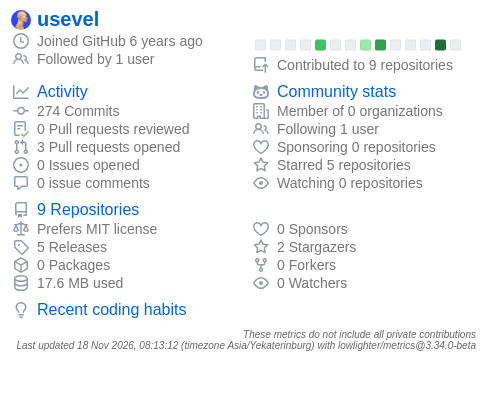 usevel
Joined GitHub 6 years ago
Followed by 1 user
Contributed to 9 repositories
Activity
274 Commits
0 Pull requests reviewed
3 Pull requests opened
0 Issues opened
0 issue comments
Community stats
Member of 0 organizations
Following 1 user
Sponsoring 0 repositories
Starred 5 repositories
Watching 0 repositories
9 Repositories
Prefers MIT license
5 Releases
0 Packages
17.6 MB used
0 Sponsors
2 Stargazers
0 Forkers
0 Watchers
Recent coding habits
These metrics do not include all private contributions
Last updated 18 Nov 2026, 08:13:12 (timezone Asia/Yekaterinburg) with lowlighter/metrics@3.34.0-beta